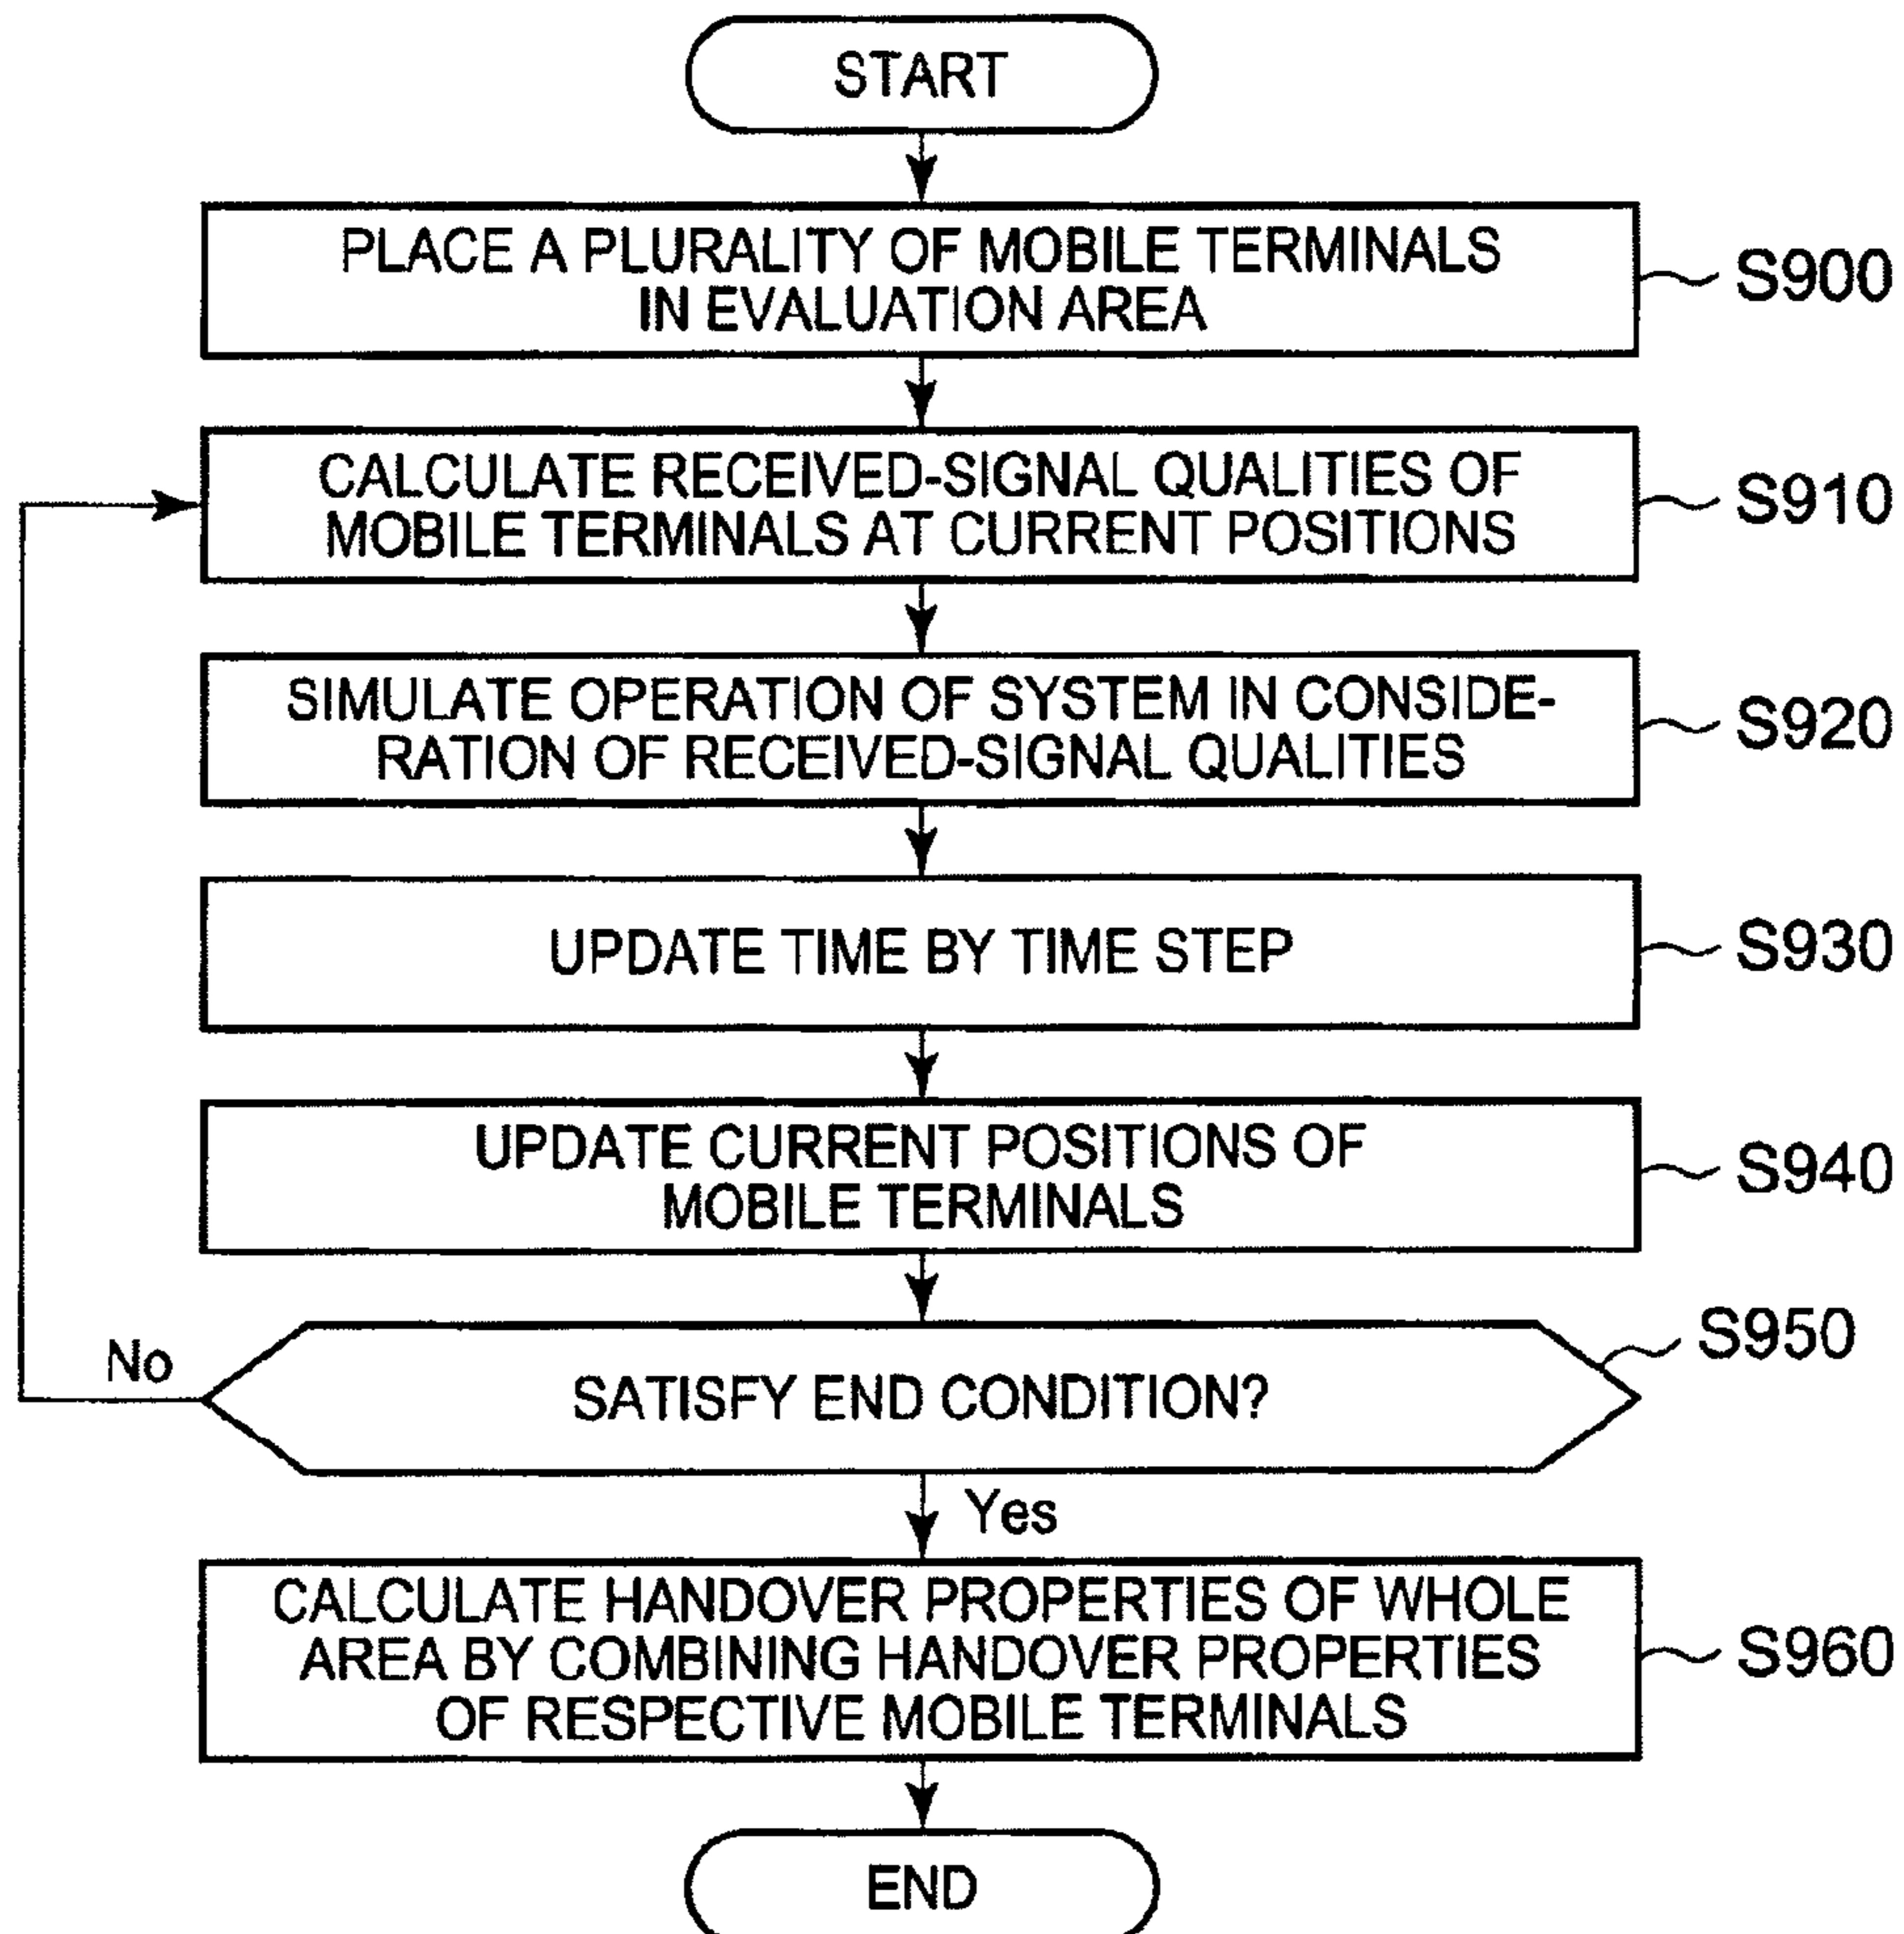 START
PLACE A PLURALITY OF MOBILE TERMINALS
IN EVALUATION AREA
S900
CALCULATE RECEIVED-SIGNAL QUALITIES OF
MOBILE TERMINALS AT CURRENT POSITIONS
S910
SIMULATE OPERATION OF SYSTEM IN CONSIDE-
RATION OF RECEIVED-SIGNAL QUALITIES
S920
UPDATE TIME BY TIME STEP
S930
UPDATE CURRENT POSITIONS OF
MOBILE TERMINALS
S940
No
SATISFY END CONDITION?
S950
Yes
CALCULATE HANDOVER PROPERTIES OF WHOLE
AREA BY COMBINING HANDOVER PROPERTIES
OF RESPECTIVE MOBILE TERMINALS
S960
END